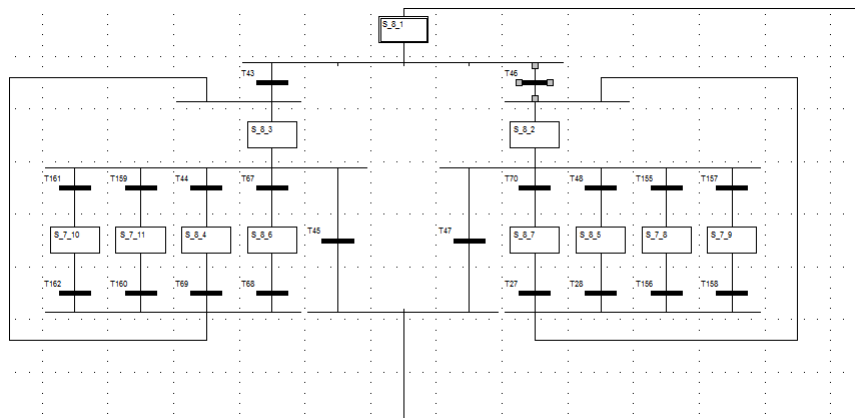 S_8_1
T43
T46
S_8_3
S_8_2
T161
T159
T44
T67
T70
T48
T155
T157
S_7_10
S_7_11
S_8_4
S_8_6
T45
T47
S_8_7
S_8_5
S_7_8
S_7_9
T162
T160
T69
T68
T27
T28
T156
T158